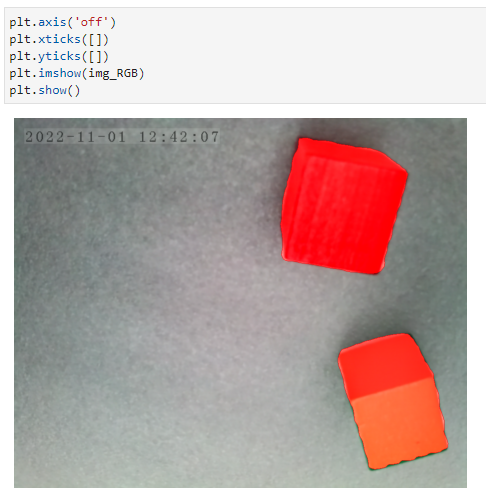 plt.axis('off')
plt.xticks([])
plt.yticks([])
plt.imshow(img_RGB)
plt.show()
2022-11-01 12:42:07